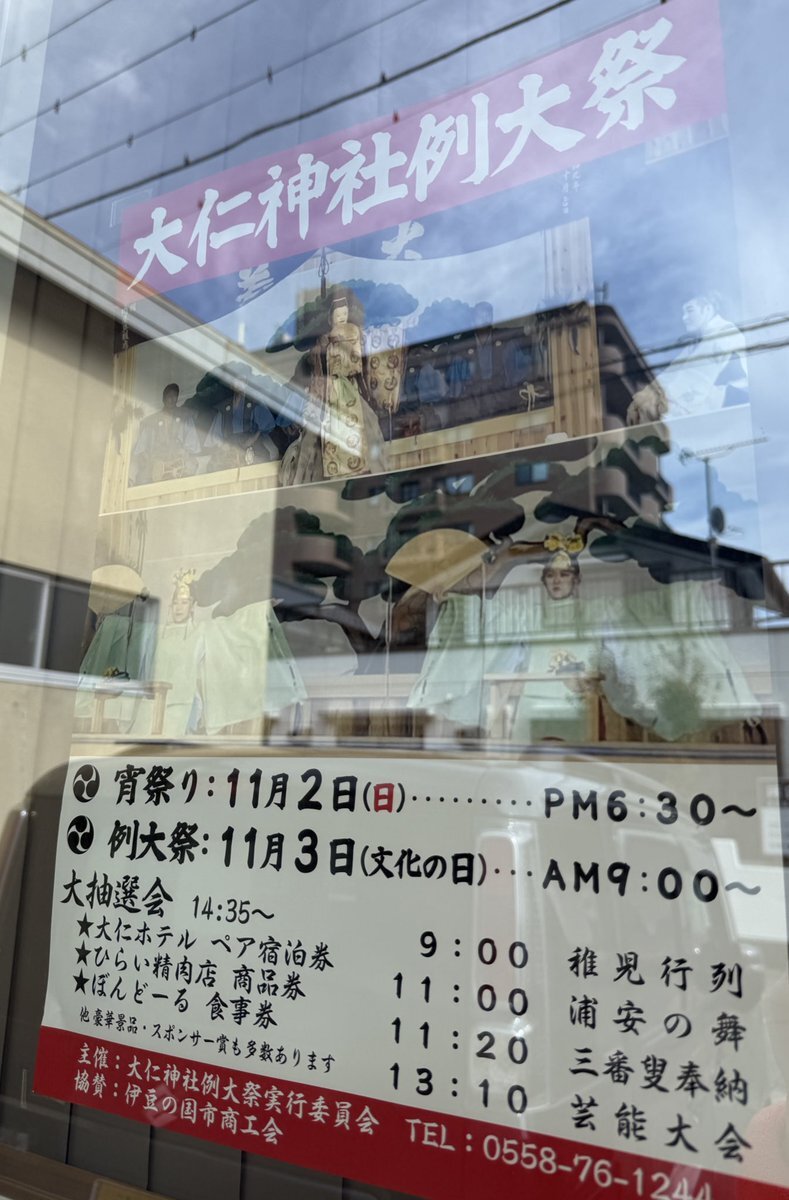 大仁神社例大祭
宵祭り：11月2日(日)‥‥‥‥‥PM6:30～
例大祭：11月3日(文化の日)‥‥AM9:00～
大抽選会 14:35～
★大仁ホテル ペア宿泊券
★ひらい精肉店 商品券
★ぼんどーる 食事券
他豪華景品・スポンサー賞も多数あります
9：00 稚児行列
11：00 浦安の舞
11：20 三番叟奉納
13：10 芸能大会
主催：大仁神社例大祭実行委員会
協賛：伊豆の国市商工会
TEL：0558-76-1244